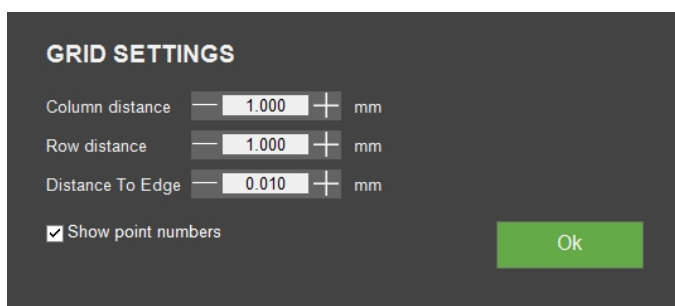 GRID SETTINGS
Column distance 1.000 mm
Row distance 1.000 mm
Distance To Edge 0.010 mm
Show point numbers
Ok